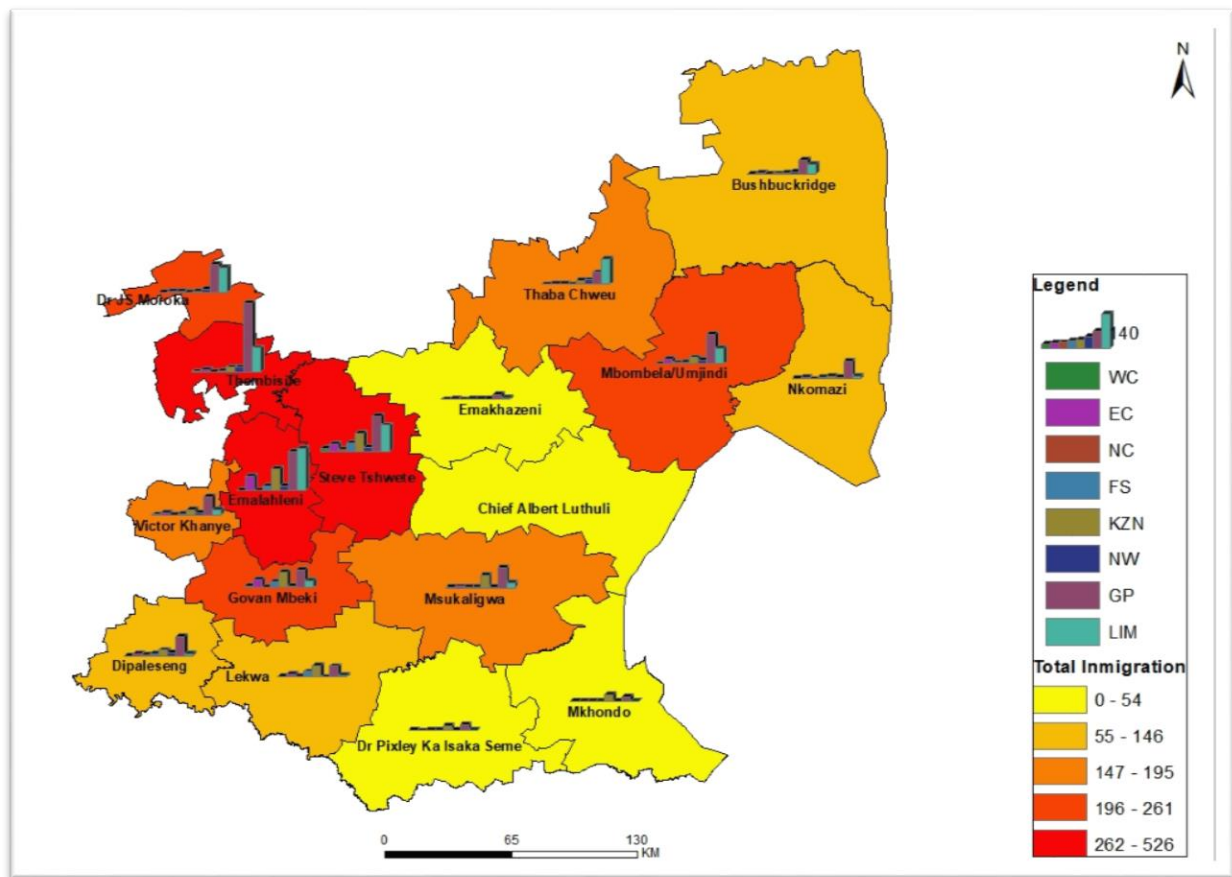 N
Bushbuckridge
Thaba Chweu
Dr JS Moroka
Mbombela/Umjindi
Thembisile
Nkomazi
Emakhazeni
Steve Tshwete
Emalahleni
Chief Albert Luthuli
Victor Khanye
Govan Mbeki
Msukaligwa
Dipaleseng
Lekwa
Mkhondo
Dr Pixley Ka Isaka Seme
0 65 130
KM
Legend
140
WC
EC
NC
FS
KZN
NW
GP
LIM
Total Inmigration
0 - 54
55 - 146
147 - 195
196 - 261
262 - 526